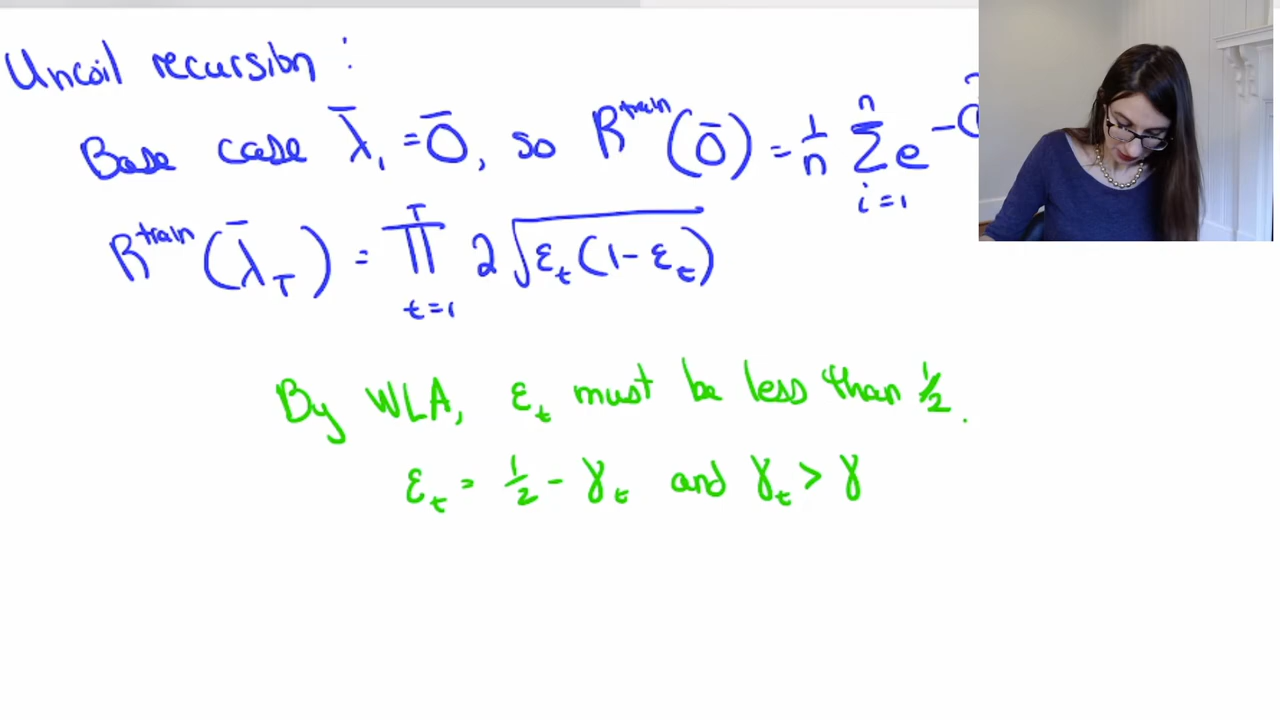 Uncoil recursion :
Base case λ̄₁ = 0̄, so R^train(0̄) = 1/n ∑_{i=1}^{n} e^-(0
R^train(λ̄_T) = ∏_{t=1}^{T} 2√(ε_t(1-ε_t))
By WLA, ε_t must be less than 1/2.
ε_t = 1/2 - γ_t and γ_t > γ